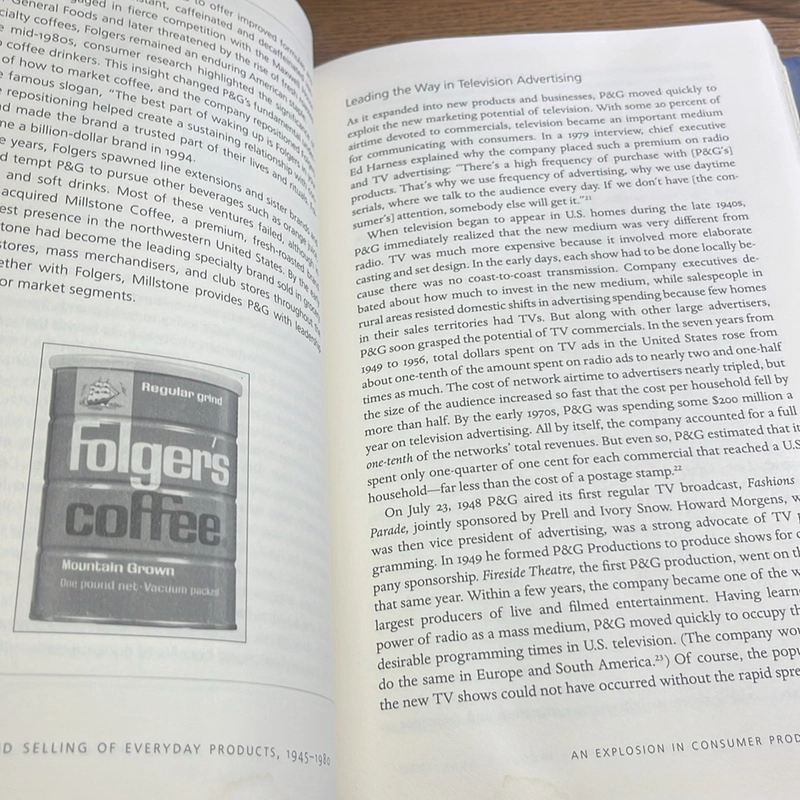 to offer improved formulas
stant, caffeinated and decaffeinated
gaged in fierce competition with the Maxwell
General Foods and later threatened by the rise of fresh
cialty coffees, Folgers remained an enduring American staple
e mid-1980s, consumer research highlighted the
o coffee drinkers. This insight changed P&G's fundamental
of how to market coffee, and the company repositioned
e famous slogan, "The best part of waking up is Folgers
repositioning helped create a sustaining relationship with
nd made the brand a trusted part of their lives and rituals.
me a billion-dollar brand in 1994.
e years, Folgers spawned line extensions and sister brands
d tempt P&G to pursue other beverages such as orange
and soft drinks. Most of these ventures failed, although
acquired Millstone Coffee, a premium, fresh-roasted brand
est presence in the northwestern United States. By the
tone had become the leading specialty brand sold in grocery
stores, mass merchandisers, and club stores throughout the
ether with Folgers, Millstone provides P&G with leadership
or market segments.
Regular grind
Folger's
coffee
Mountain Grown
One pound net-Vacuum packed
D SELLING OF EVERYDAY PRODUCTS, 1945–1980
Leading the Way in Television Advertising
As it expanded into new products and businesses, P&G moved quickly to
exploit the new marketing potential of television. With some 20 percent of
airtime devoted to commercials, television became an important medium
for communicating with consumers. In a 1979 interview, chief executive
Ed Harness explained why the company placed such a premium on radio
and TV advertising: "There's a high frequency of purchase with [P&G's]
products. That's why we use frequency of advertising, why we use daytime
serials, where we talk to the audience every day. If we don't have [the con-
sumer's] attention, somebody else will get it."21
When television began to appear in U.S. homes during the late 1940s,
P&G immediately realized that the new medium was very different from
radio. TV was much more expensive because it involved more elaborate
casting and set design. In the early days, each show had to be done locally be-
cause there was no coast-to-coast transmission. Company executives de-
bated about how much to invest in the new medium, while salespeople in
rural areas resisted domestic shifts in advertising spending because few homes
in their sales territories had TVs. But along with other large advertisers,
P&G soon grasped the potential of TV commercials. In the seven years from
1949 to 1956, total dollars spent on TV ads in the United States rose from
about one-tenth of the amount spent on radio ads to nearly two and one-half
times as much. The cost of network airtime to advertisers nearly tripled, but
the size of the audience increased so fast that the cost per household fell by
more than half. By the early 1970s, P&G was spending some $200 million a
year on television advertising. All by itself, the company accounted for a full
one-tenth of the networks' total revenues. But even so, P&G estimated that it
spent only one-quarter of one cent for each commercial that reached a U.S.
household—far less than the cost of a postage stamp.22
On July 23, 1948 P&G aired its first regular TV broadcast, Fashions
Parade, jointly sponsored by Prell and Ivory Snow. Howard Morgens, w
was then vice president of advertising, was a strong advocate of TV p
gramming. In 1949 he formed P&G Productions to produce shows for c
pany sponsorship. Fireside Theatre, the first P&G production, went on th
that same year. Within a few years, the company became one of the w
largest producers of live and filmed entertainment. Having learn
power of radio as a mass medium, P&G moved quickly to occupy th
desirable programming times in U.S. television. (The company wou
do the same in Europe and South America.23) Of course, the popu
the new TV shows could not have occurred without the rapid spre
AN EXPLOSION IN CONSUMER PROD